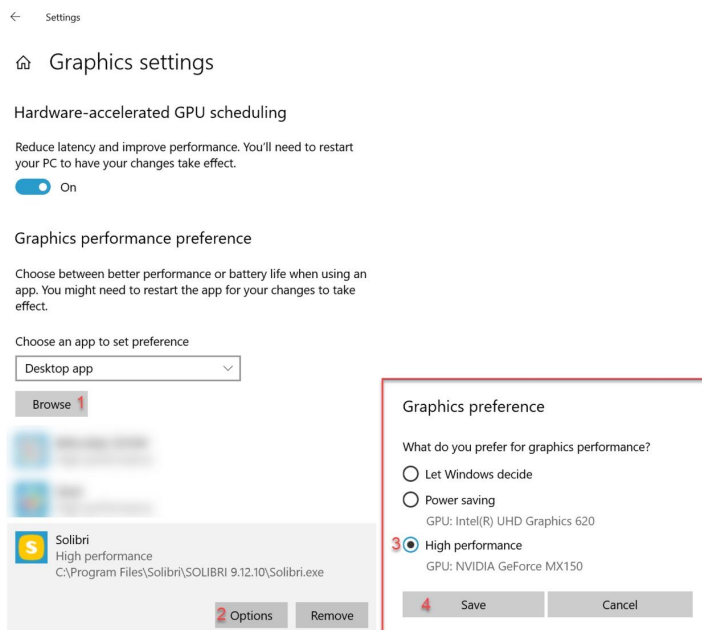 Settings
Graphics settings
Hardware-accelerated GPU scheduling
Reduce latency and improve performance. You'll need to restart
your PC to have your changes take effect.
On
Graphics performance preference
Choose between better performance or battery life when using an
app. You might need to restart the app for your changes to take
effect.
Choose an app to set preference
Desktop app
Browse 1
High performance
High performance
S
Solibri
High performance
C:\Program Files\Solibri\SOLIBRI 9.12.10\Solibri.exe
2 Options
Remove
Graphics preference
What do you prefer for graphics performance?
Let Windows decide
Power saving
GPU: Intel(R) UHD Graphics 620
3 High performance
GPU: NVIDIA GeForce MX150
4 Save
Cancel